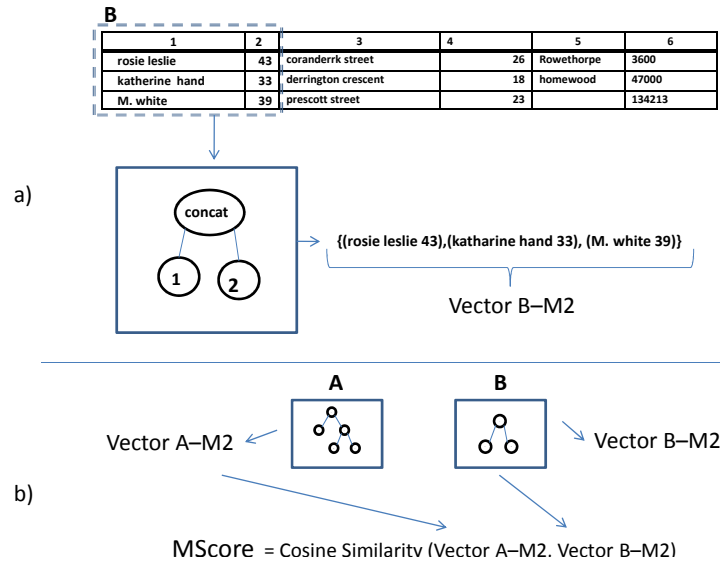 B
1 2 3 4 5 6
rosie leslie 43 coranderrk street 26 Rowethorpe 3600
katherine hand 33 derrington crescent 18 homewood 47000
M. white 39 prescott street 23 134213
a)
concat
1 2
{(rosie leslie 43),(katharine hand 33), (M. white 39)}
Vector B–M2
A B
Vector A–M2
Vector B–M2
b)
MScore = Cosine Similarity (Vector A–M2, Vector B–M2)